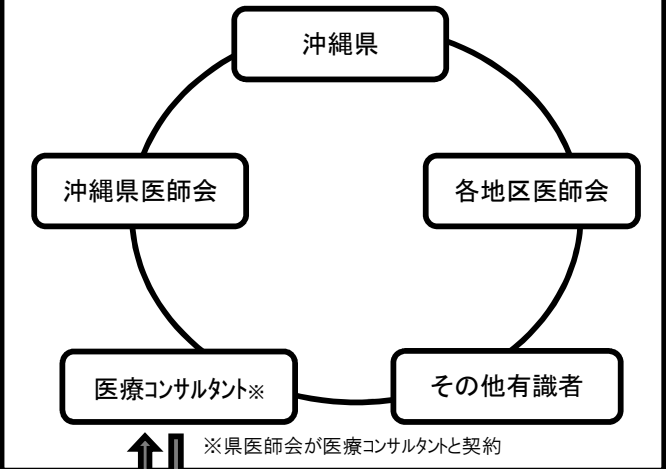 沖縄県
沖縄県医師会
各地区医師会
医療コンサルタント※
その他有識者
※県医師会が医療コンサルタントと契約